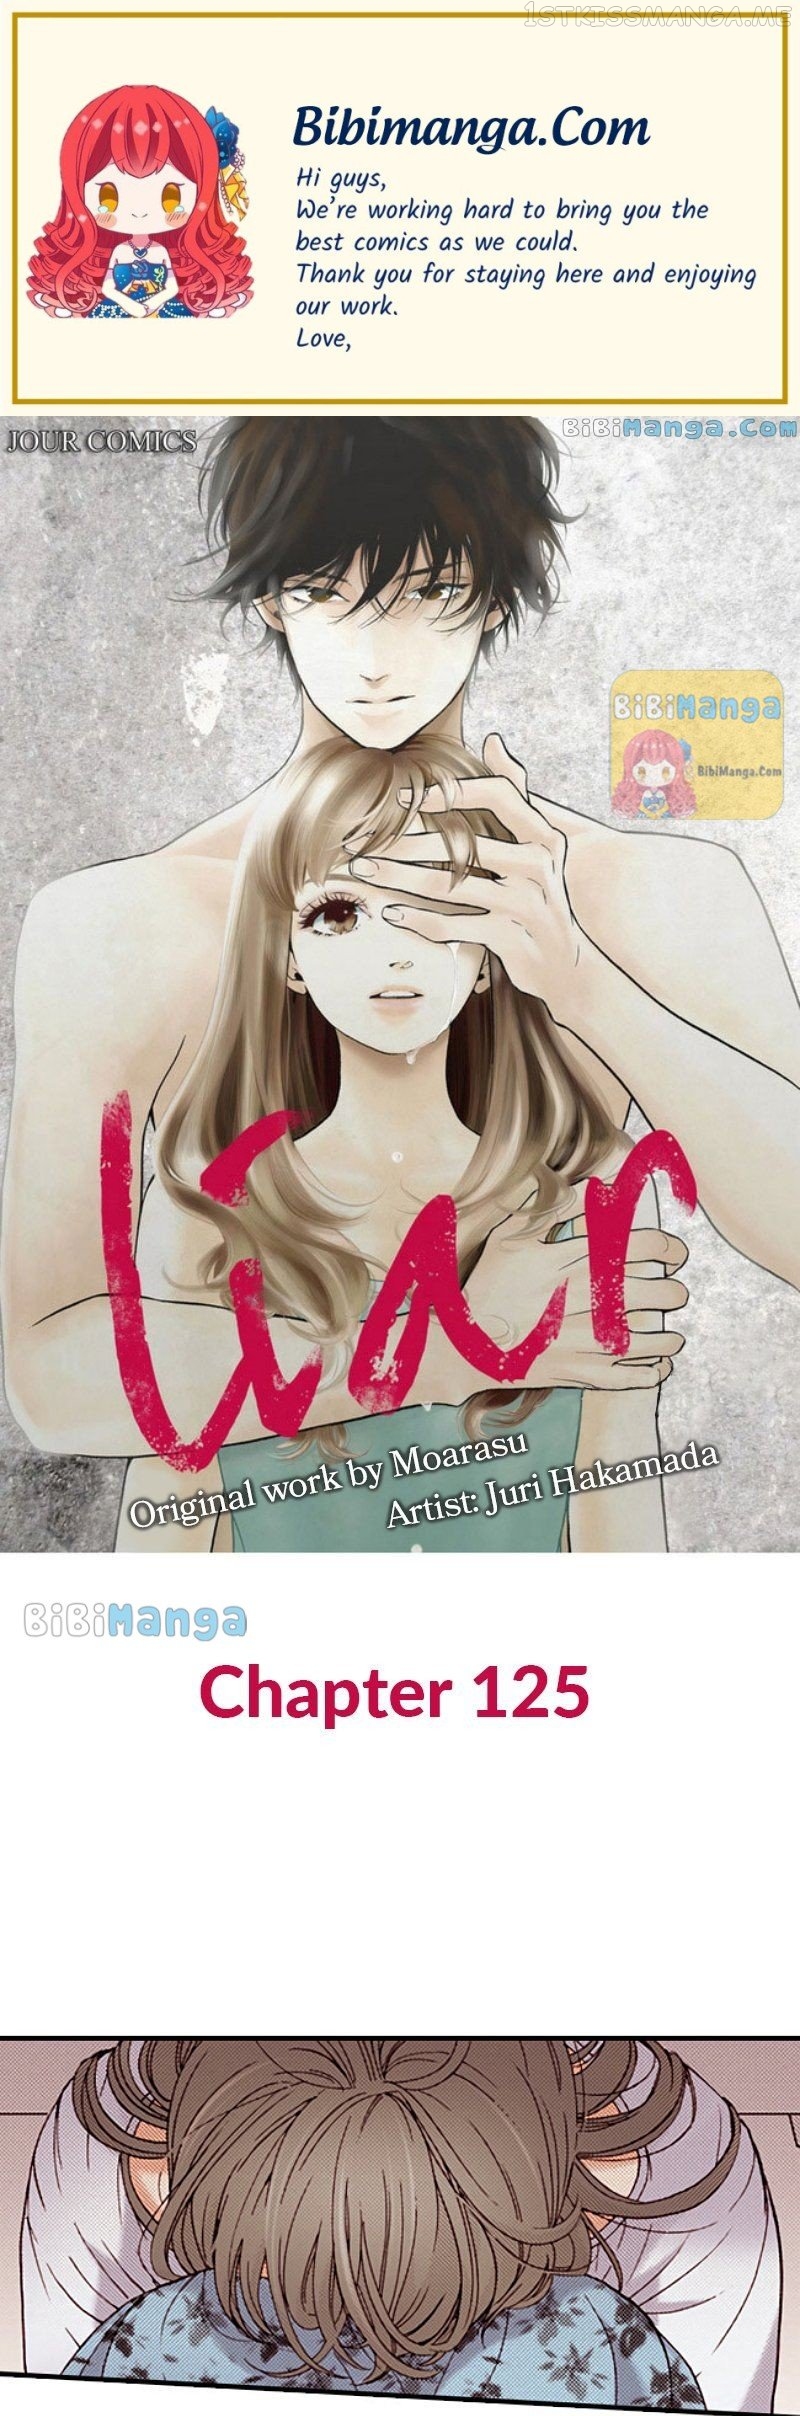 1STKISSMANGA.ME
Bibimanga.Com
Hi guys,
We're working hard to bring you the
best comics as we could.
Thank you for staying here and enjoying
our work.
Love,
JOUR COMICS
BiBiManga.Com
BiBiManga
BibiManga.Com
liar
Original work by Moarasu
Artist: Juri Hakamada
BiBiManga
Chapter 125